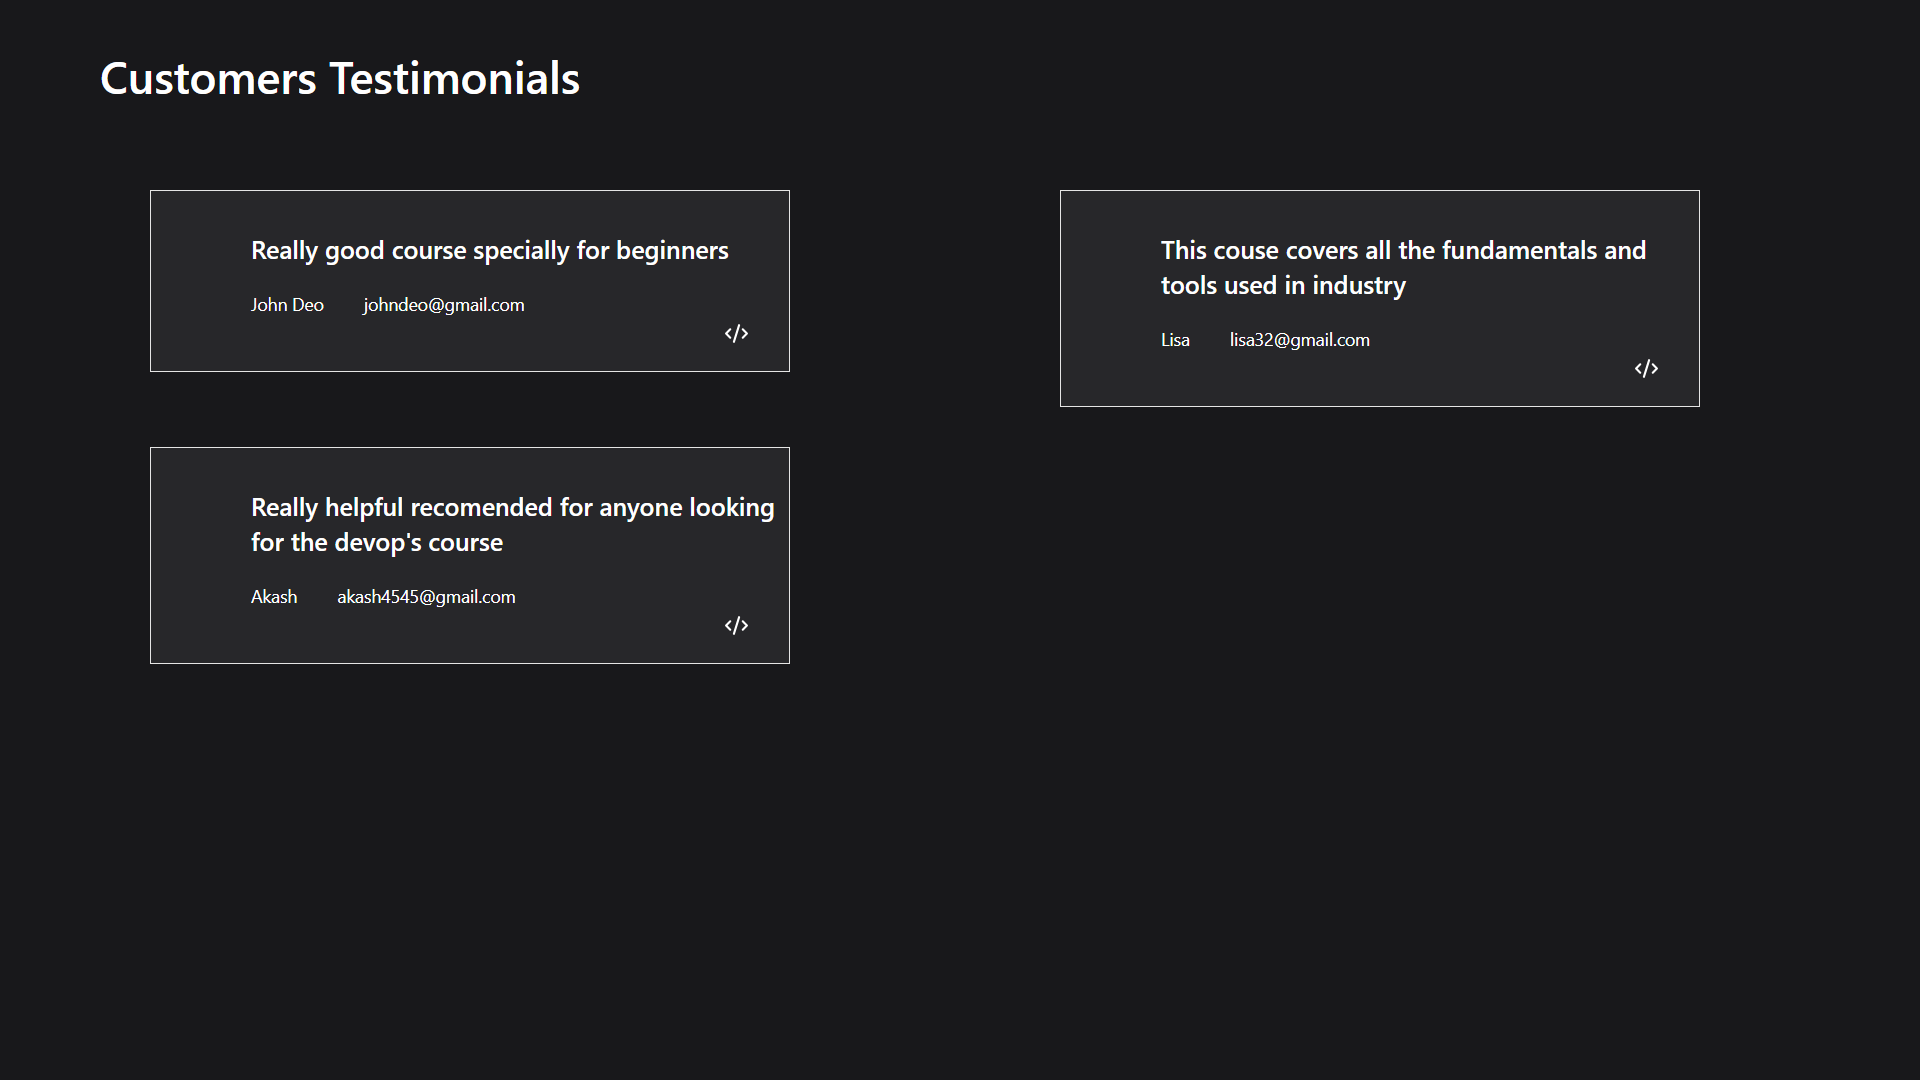 Customers Testimonials
Really good course specially for beginners
John Deo johndeo@gmail.com
</>
This couse covers all the fundamentals and
tools used in industry
Lisa lisa32@gmail.com
</>
Really helpful recomended for anyone looking
for the devop's course
Akash akash4545@gmail.com
</>